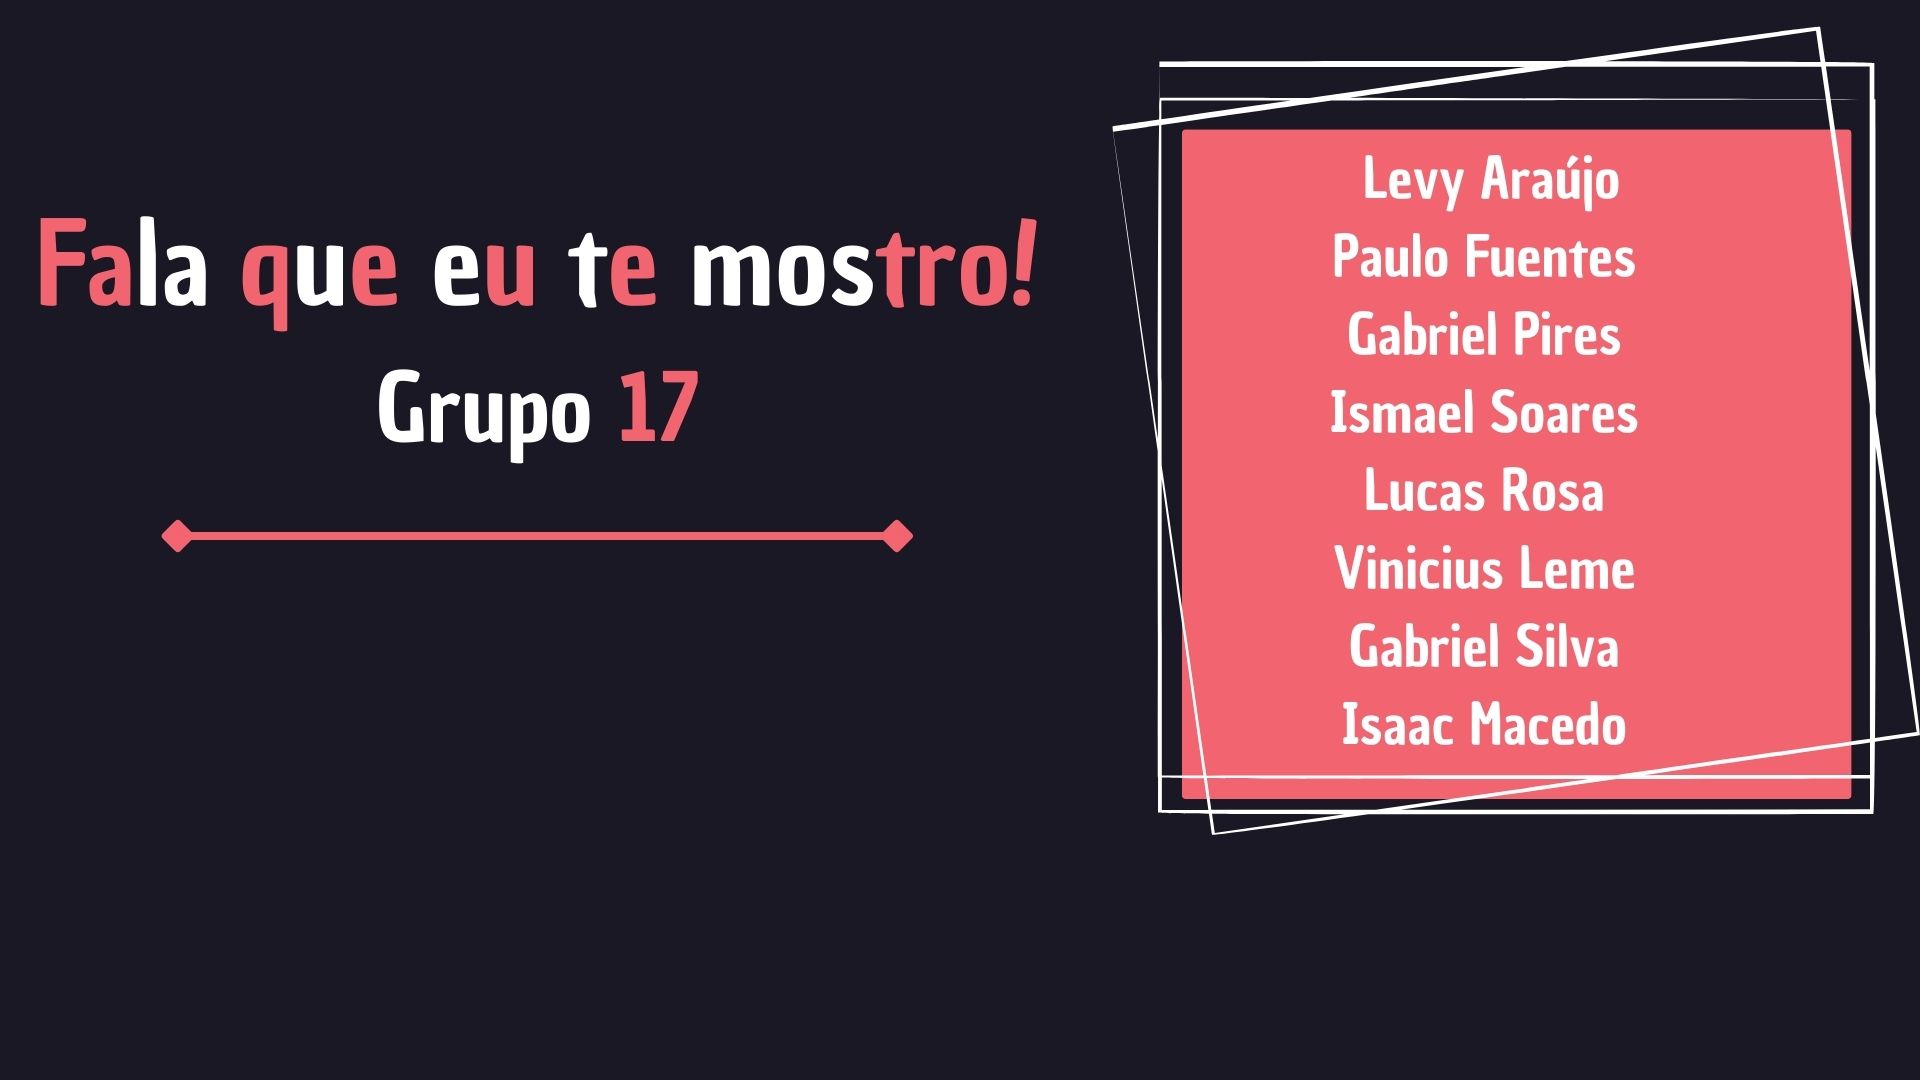 Fala que eu te mostro!
Grupo 17
Levy Araújo
Paulo Fuentes
Gabriel Pires
Ismael Soares
Lucas Rosa
Vinicius Leme
Gabriel Silva
Isaac Macedo